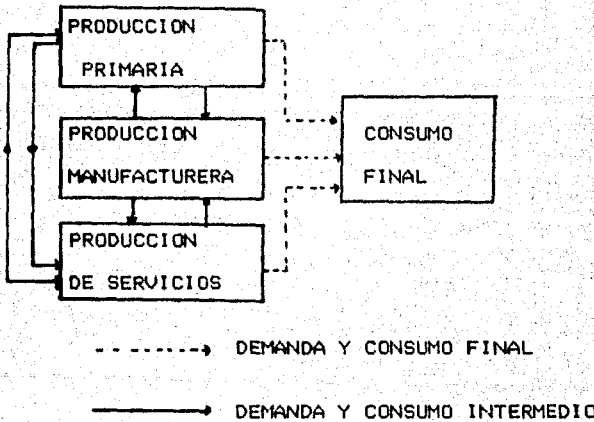 PRODUCCION
PRIMARIA
PRODUCCION
MANUFACTURERA
PRODUCCION
DE SERVICIOS
CONSUMO
FINAL
DEMANDA Y CONSUMO FINAL
DEMANDA Y CONSUMO INTERMEDIO